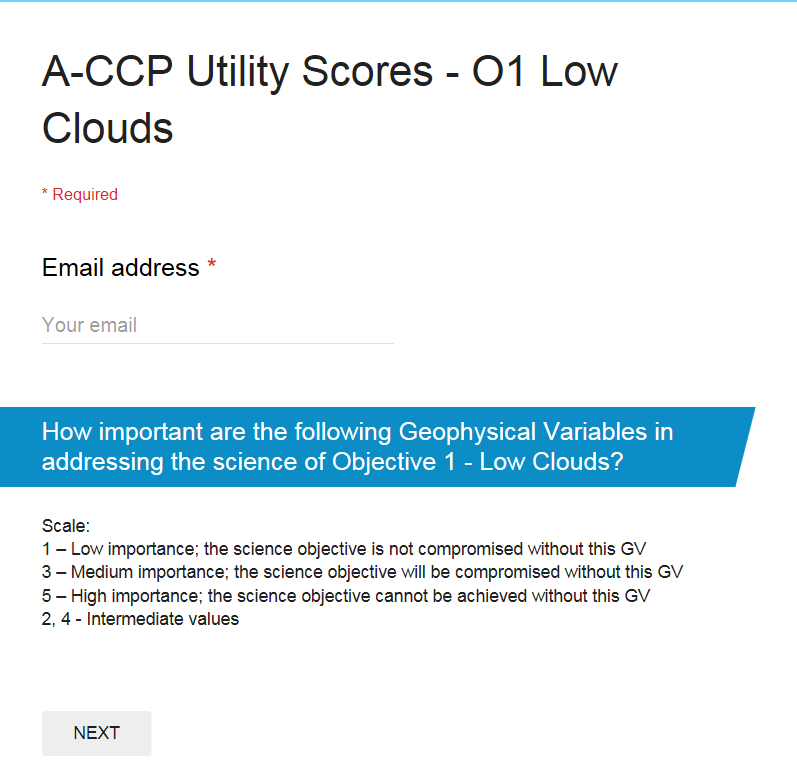 A-CCP Utility Scores - O1 Low
Clouds
* Required
Email address *
Your email
How important are the following Geophysical Variables in
addressing the science of Objective 1 - Low Clouds?
Scale:
1 – Low importance; the science objective is not compromised without this GV
3 – Medium importance; the science objective will be compromised without this GV
5 – High importance; the science objective cannot be achieved without this GV
2, 4 - Intermediate values
NEXT